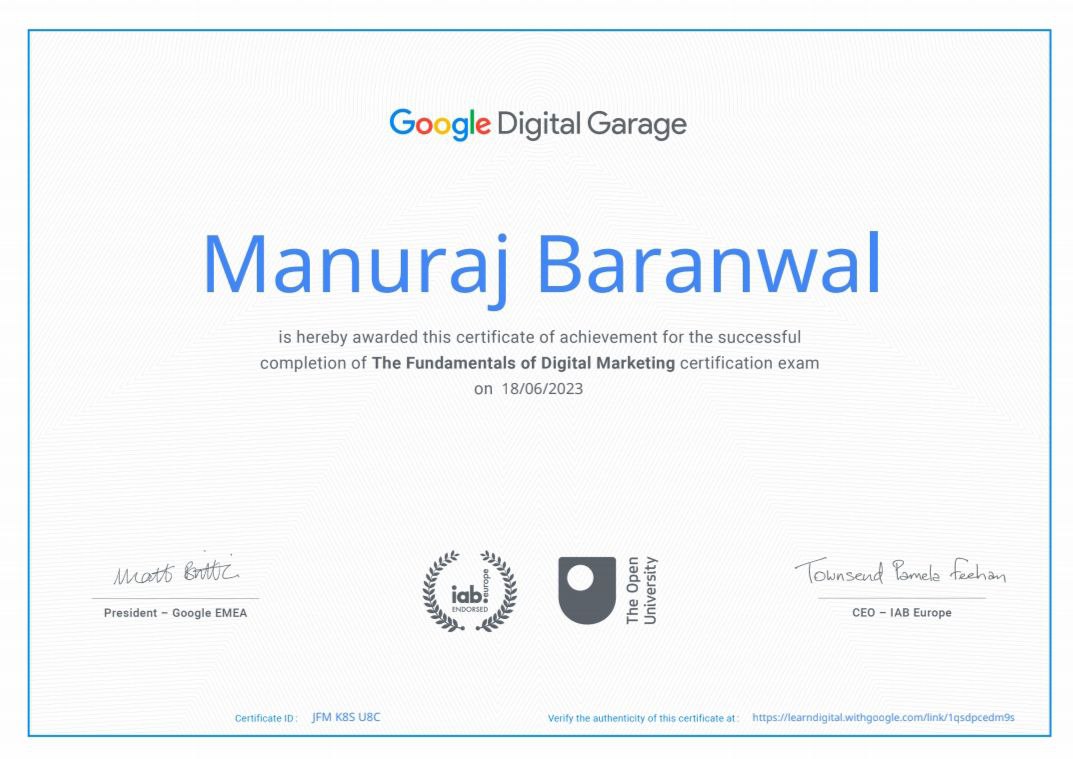 Google Digital Garage
Manuraj Baranwal
is hereby awarded this certificate of achievement for the successful
completion of The Fundamentals of Digital Marketing certification exam
on 18/06/2023
Matt Brittin
President – Google EMEA
iab.europe
ENDORSED
The Open
University
Townsend Pamela Feehan
CEO – IAB Europe
Certificate ID : JFM K8S U8C
Verify the authenticity of this certificate at : https://learndigital.withgoogle.com/link/1qsdpcedm9s